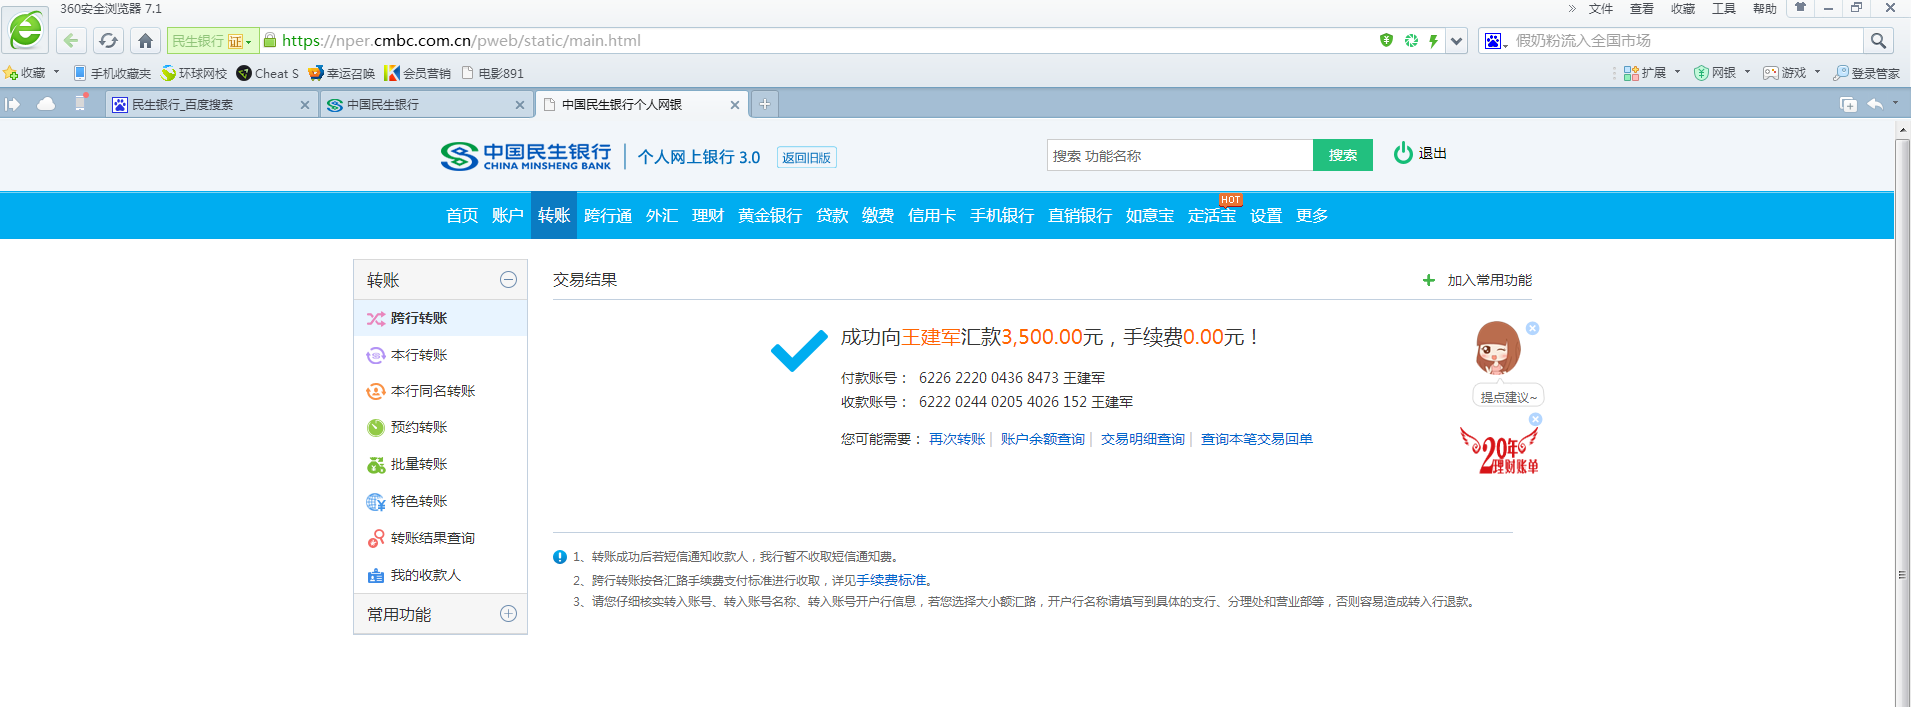 360安全浏览器 7.1
» 文件 查看 收藏 工具 帮助
民生银行 证 https://nper.cmbc.com.cn/pweb/static/main.html 假奶粉流入全国市场
收藏 手机收藏夹 环球网校 Cheat S 幸运召唤 会员营销 电影891 扩展 网银 游戏 登录管家
民生银行_百度搜索 中国民生银行 中国民生银行个人网银
中国民生银行 CHINA MINSHENG BANK 个人网上银行 3.0 返回旧版 搜索 功能名称 搜索 退出
HOT
首页 账户 转账 跨行通 外汇 理财 黄金银行 贷款 缴费 信用卡 手机银行 直销银行 如意宝 定活宝 设置 更多
转账
跨行转账
本行转账
本行同名转账
预约转账
批量转账
特色转账
转账结果查询
我的收款人
常用功能
交易结果 加入常用功能
成功向王建军汇款3,500.00元，手续费0.00元！
付款账号： 6226 2220 0436 8473 王建军
收款账号： 6222 0244 0205 4026 152 王建军
您可能需要： 再次转账| 账户余额查询| 交易明细查询| 查询本笔交易回单
提点建议~
20年
理财账单
1、转账成功后若短信通知收款人，我行暂不收取短信通知费。
2、跨行转账按各汇路手续费支付标准进行收取，详见手续费标准。
3、请您仔细核实转入账号、转入账号名称、转入账号开户行信息，若您选择大小额汇路，开户行名称请填写到具体的支行、分理处和营业部等，否则容易造成转入行退款。